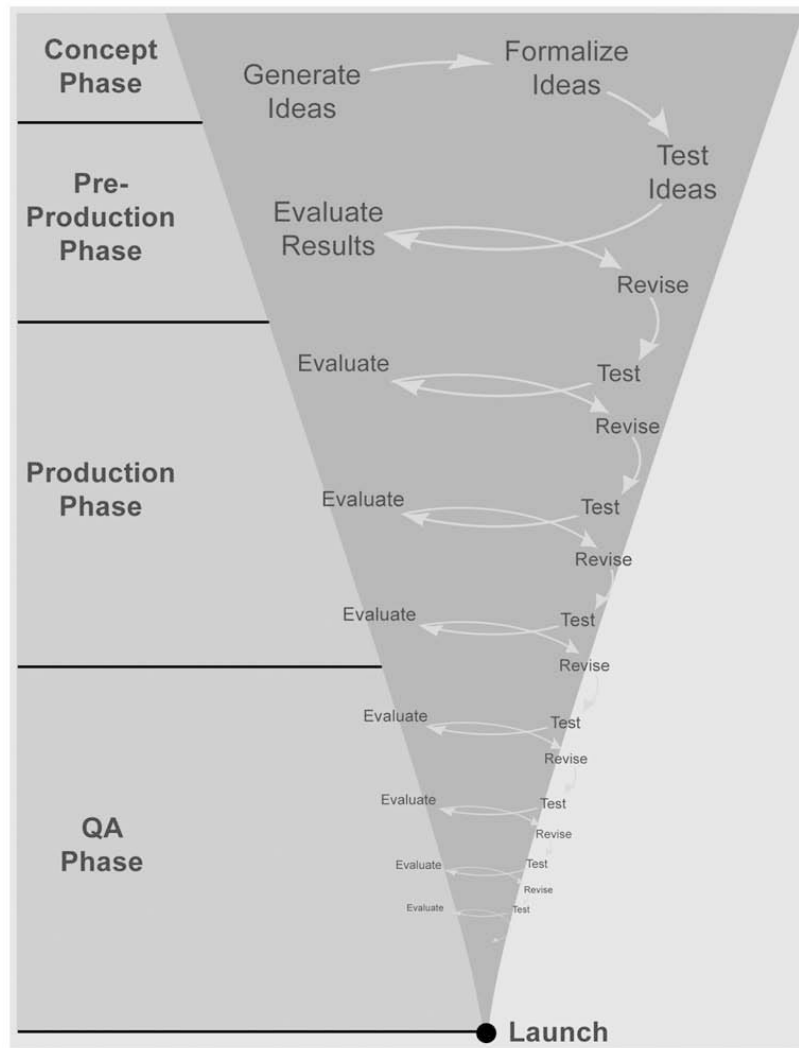 Concept
Phase
Generate
Ideas
Formalize
Ideas
Test
Ideas
Pre-
Production
Phase
Evaluate
Results
Revise
Evaluate
Test
Revise
Production
Phase
Evaluate
Test
Revise
Evaluate
Test
Revise
Evaluate
Test
Revise
QA
Phase
Evaluate
Test
Revise
Evaluate
Test
Revise
Evaluate
Test
Launch